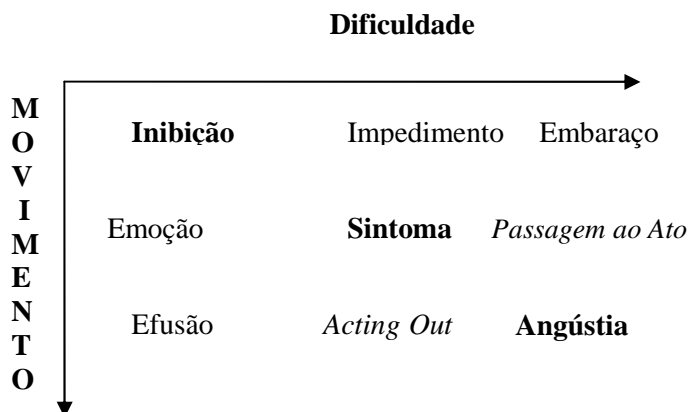 Dificuldade
MOVIMENTO
Inibição Impedimento Embaraço
Emoção Sintoma Passagem ao Ato
Efusão Acting Out Angústia